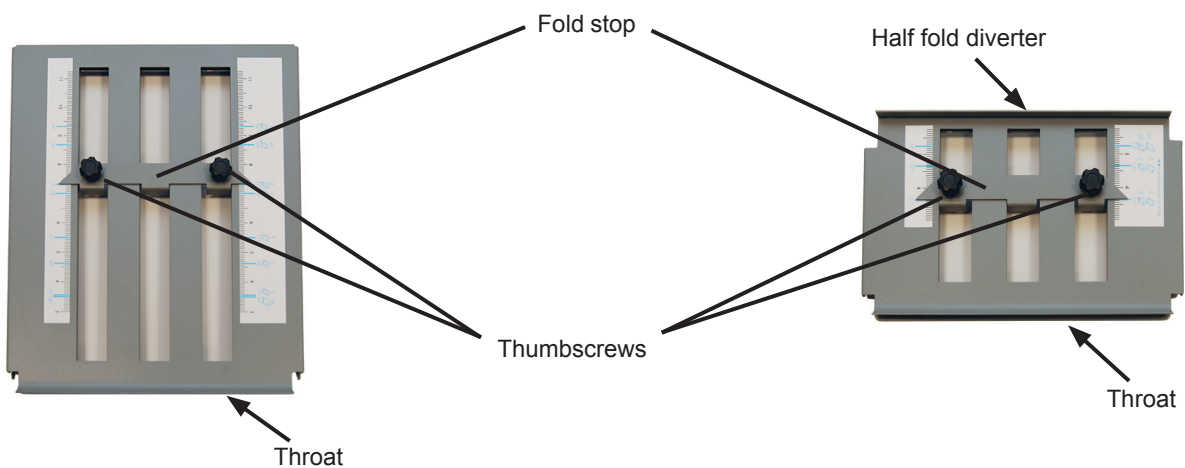 Fold stop
Half fold diverter
Thumbscrews
Throat
Throat